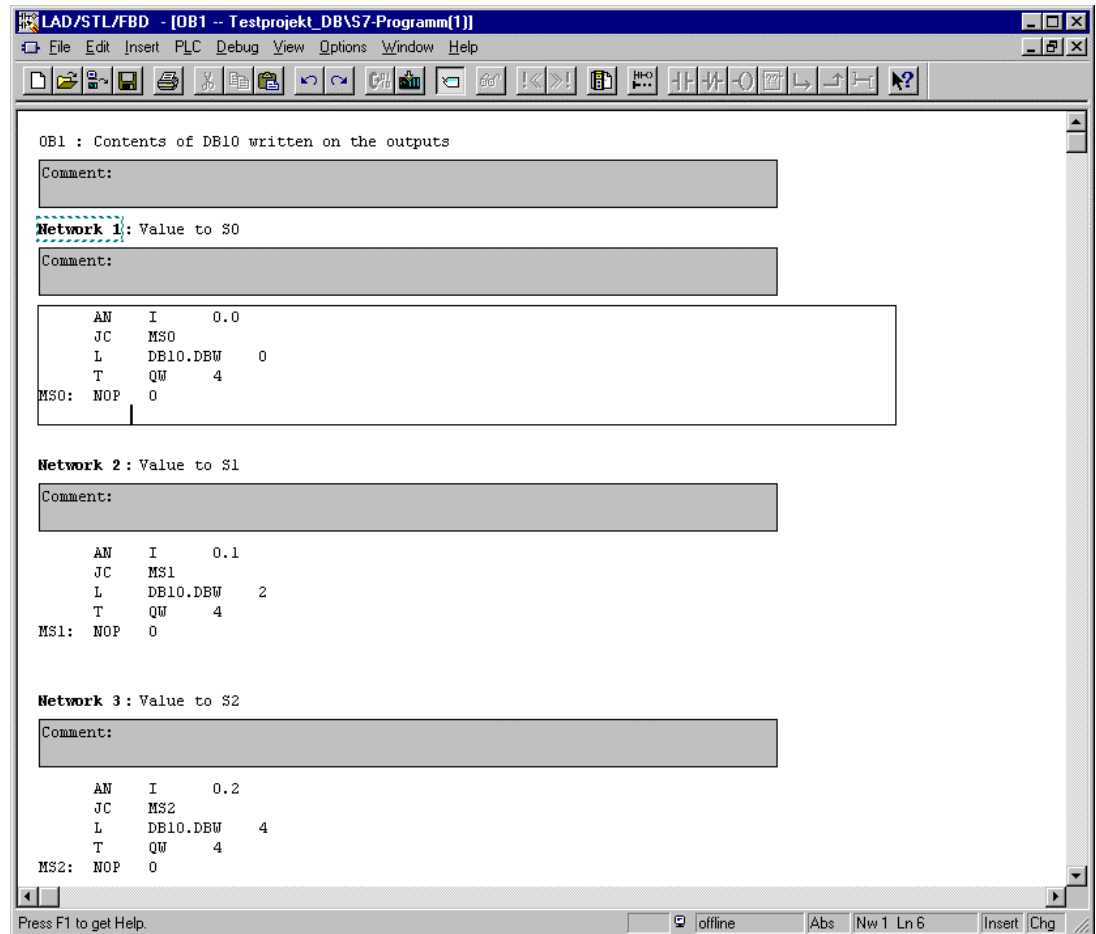 LAD/STL/FBD - [OB1 -- Testprojekt_DB\S7-Programm(1)]
File Edit Insert PLC Debug View Options Window Help
OB1 : Contents of DB10 written on the outputs
Comment:
Network 1 : Value to S0
Comment:
AN I 0.0
JC MS0
L DB10.DBW 0
T QW 4
MS0: NOP 0
Network 2 : Value to S1
Comment:
AN I 0.1
JC MS1
L DB10.DBW 2
T QW 4
MS1: NOP 0
Network 3 : Value to S2
Comment:
AN I 0.2
JC MS2
L DB10.DBW 4
T QW 4
MS2: NOP 0
Press F1 to get Help. offline Abs Nw 1 Ln 6 Insert Chg